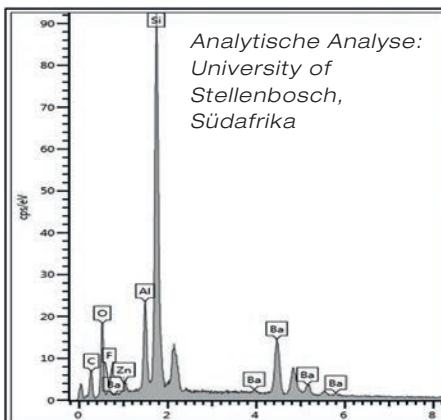 90
80
70
60
50
40
30
20
10
0
cps/eV
Analytische Analyse:
University of
Stellenbosch,
Südafrika
Si
Al
O
C
F
Ba
Zn
Ba
Ba
Ba
Ba
0
2
4
6
8